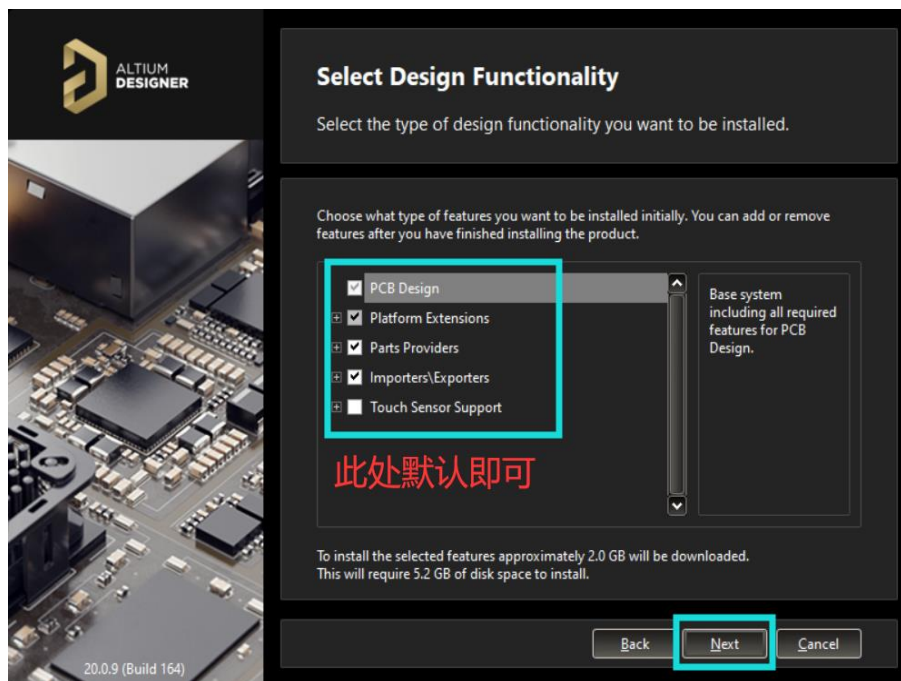 ALTIUM
DESIGNER
Select Design Functionality
Select the type of design functionality you want to be installed.
Choose what type of features you want to be installed initially. You can add or remove
features after you have finished installing the product.
PCB Design
Platform Extensions
Parts Providers
Importers\Exporters
Touch Sensor Support
Base system
including all required
features for PCB
Design.
此处默认即可
To install the selected features approximately 2.0 GB will be downloaded.
This will require 5.2 GB of disk space to install.
Back
Next
Cancel
20.0.9 (Build 164)